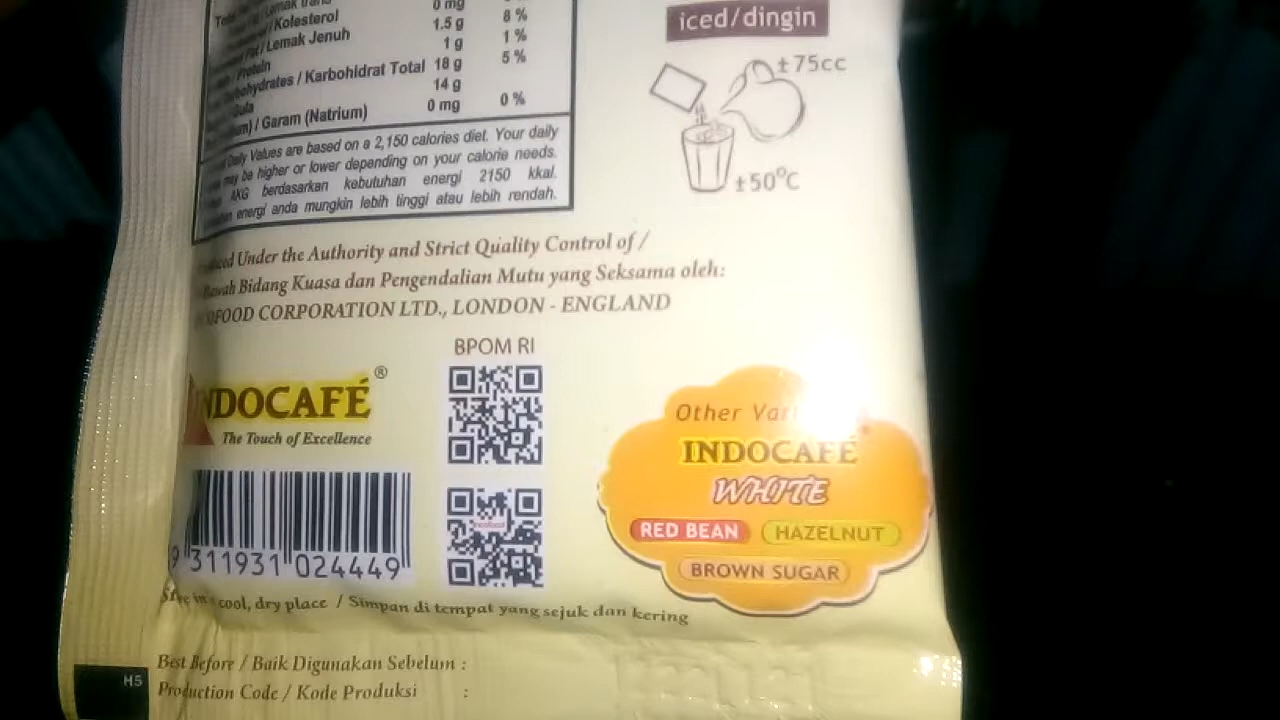 0 mg
Kolesterol 1.5 g 8 %
/ Lemak Jenuh 1 g 1 %
/ Protein 18 g 5 %
/ Karbohidrat Total 14 g
Gula 0 mg 0 %
/ Garam (Natrium)
Daily Values are based on a 2,150 calories diet. Your daily
may be higher or lower depending on your calorie needs.
AKG berdasarkan kebutuhan energi 2150 kkal.
energi anda mungkin lebih tinggi atau lebih rendah.
iced/dingin
±75cc
±50°C
Under the Authority and Strict Quality Control of /
Bidang Kuasa dan Pengendalian Mutu yang Seksama oleh:
CORPORATION LTD., LONDON - ENGLAND
BPOM RI
INDOCAFÉ®
The Touch of Excellence
9 311931 024449
Other
INDOCAFÉ
WHITE
RED BEAN HAZELNUT
BROWN SUGAR
cool, dry place / Simpan di tempat yang sejuk dan kering
Best Before / Baik Digunakan Sebelum :
Production Code / Kode Produksi :
H5